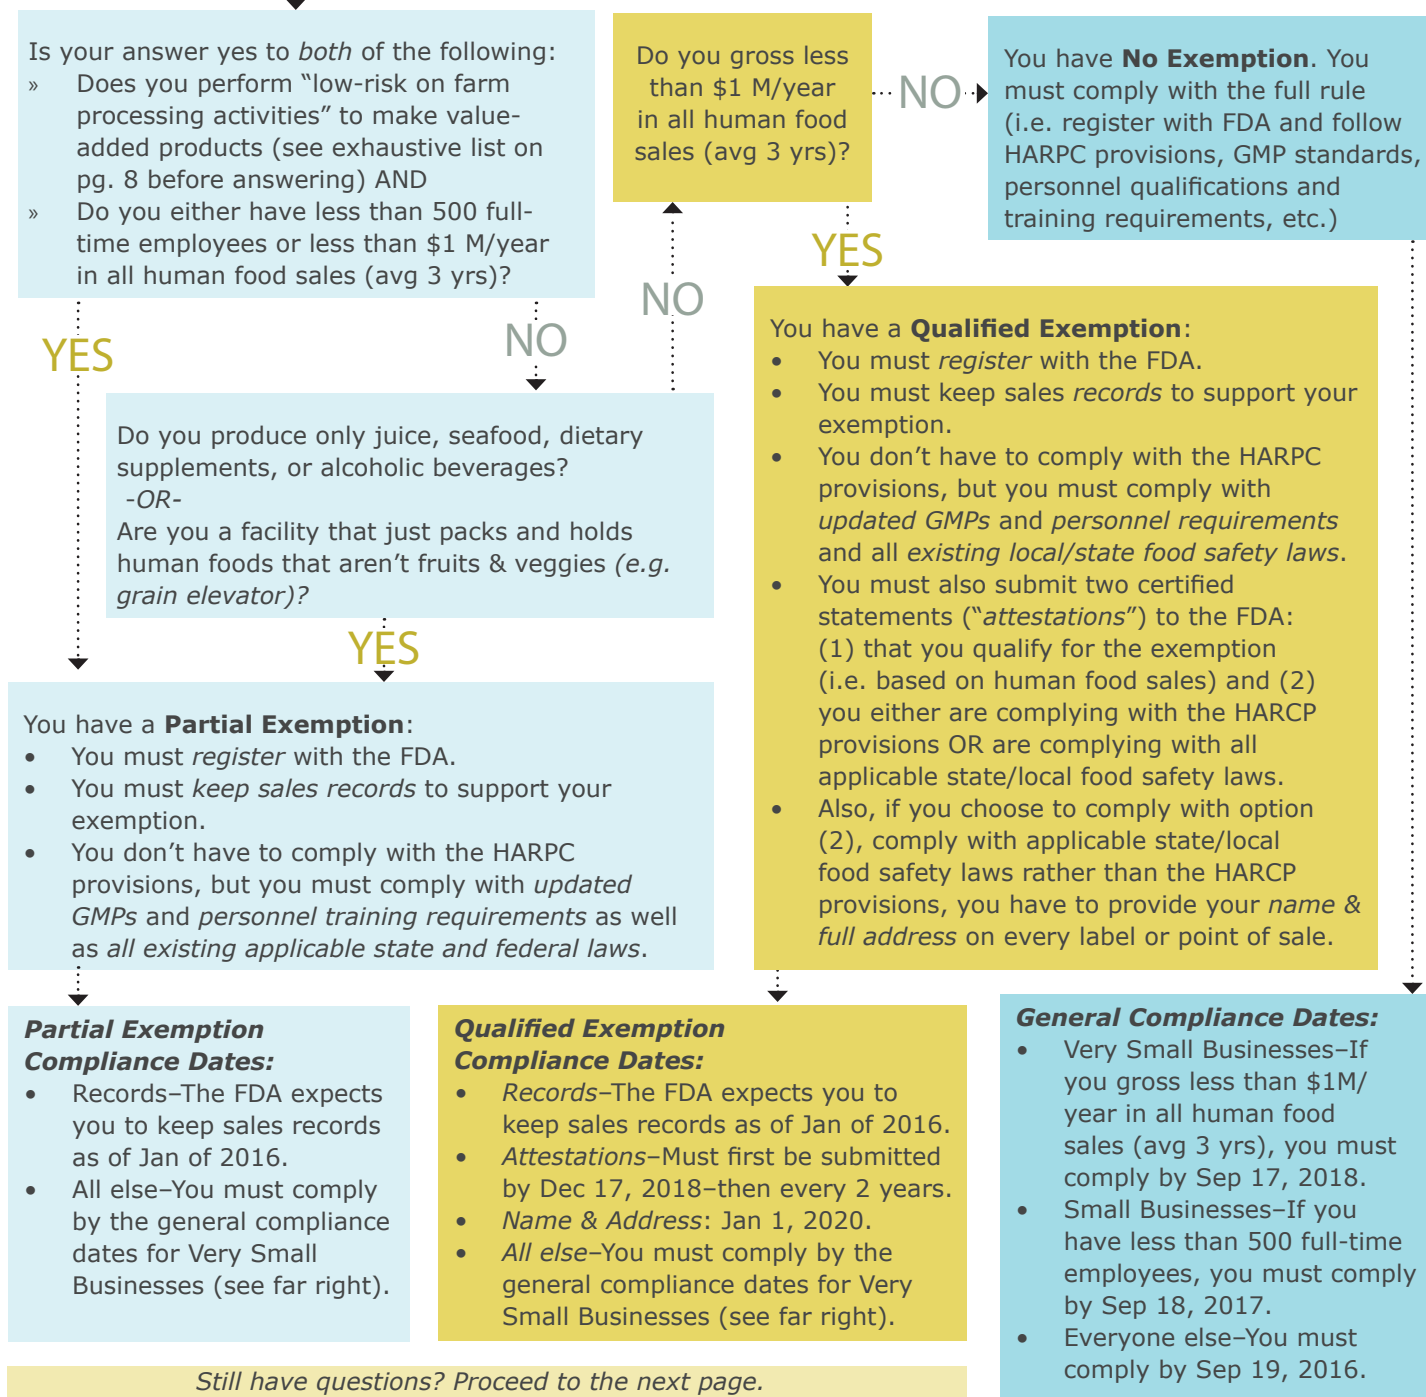 Is your answer yes to both of the following:
» Does you perform “low-risk on farm
processing activities” to make value-
added products (see exhaustive list on
pg. 8 before answering) AND
» Do you either have less than 500 full-
time employees or less than $1 M/year
in all human food sales (avg 3 yrs)?
Do you gross less
than $1 M/year
in all human food
sales (avg 3 yrs)?
NO
You have No Exemption. You
must comply with the full rule
(i.e. register with FDA and follow
HARPC provisions, GMP standards,
personnel qualifications and
training requirements, etc.)
YES
NO
NO
YES
Do you produce only juice, seafood, dietary
supplements, or alcoholic beverages?
-OR-
Are you a facility that just packs and holds
human foods that aren’t fruits & veggies (e.g.
grain elevator)?
YES
You have a Qualified Exemption:
• You must register with the FDA.
• You must keep sales records to support your
exemption.
• You don’t have to comply with the HARPC
provisions, but you must comply with
updated GMPs and personnel requirements
and all existing local/state food safety laws.
• You must also submit two certified
statements (“attestations”) to the FDA:
(1) that you qualify for the exemption
(i.e. based on human food sales) and (2)
you either are complying with the HARCP
provisions OR are complying with all
applicable state/local food safety laws.
• Also, if you choose to comply with option
(2), comply with applicable state/local
food safety laws rather than the HARCP
provisions, you have to provide your name &
full address on every label or point of sale.
You have a Partial Exemption:
• You must register with the FDA.
• You must keep sales records to support your
exemption.
• You don’t have to comply with the HARPC
provisions, but you must comply with updated
GMPs and personnel training requirements as well
as all existing applicable state and federal laws.
Partial Exemption
Compliance Dates:
• Records–The FDA expects
you to keep sales records
as of Jan of 2016.
• All else–You must comply
by the general compliance
dates for Very Small
Businesses (see far right).
Qualified Exemption
Compliance Dates:
• Records–The FDA expects you to
keep sales records as of Jan of 2016.
• Attestations–Must first be submitted
by Dec 17, 2018–then every 2 years.
• Name & Address: Jan 1, 2020.
• All else–You must comply by the
general compliance dates for Very
Small Businesses (see far right).
General Compliance Dates:
• Very Small Businesses–If
you gross less than $1M/
year in all human food
sales (avg 3 yrs), you must
comply by Sep 17, 2018.
• Small Businesses–If you
have less than 500 full-time
employees, you must comply
by Sep 18, 2017.
• Everyone else–You must
comply by Sep 19, 2016.
Still have questions? Proceed to the next page.